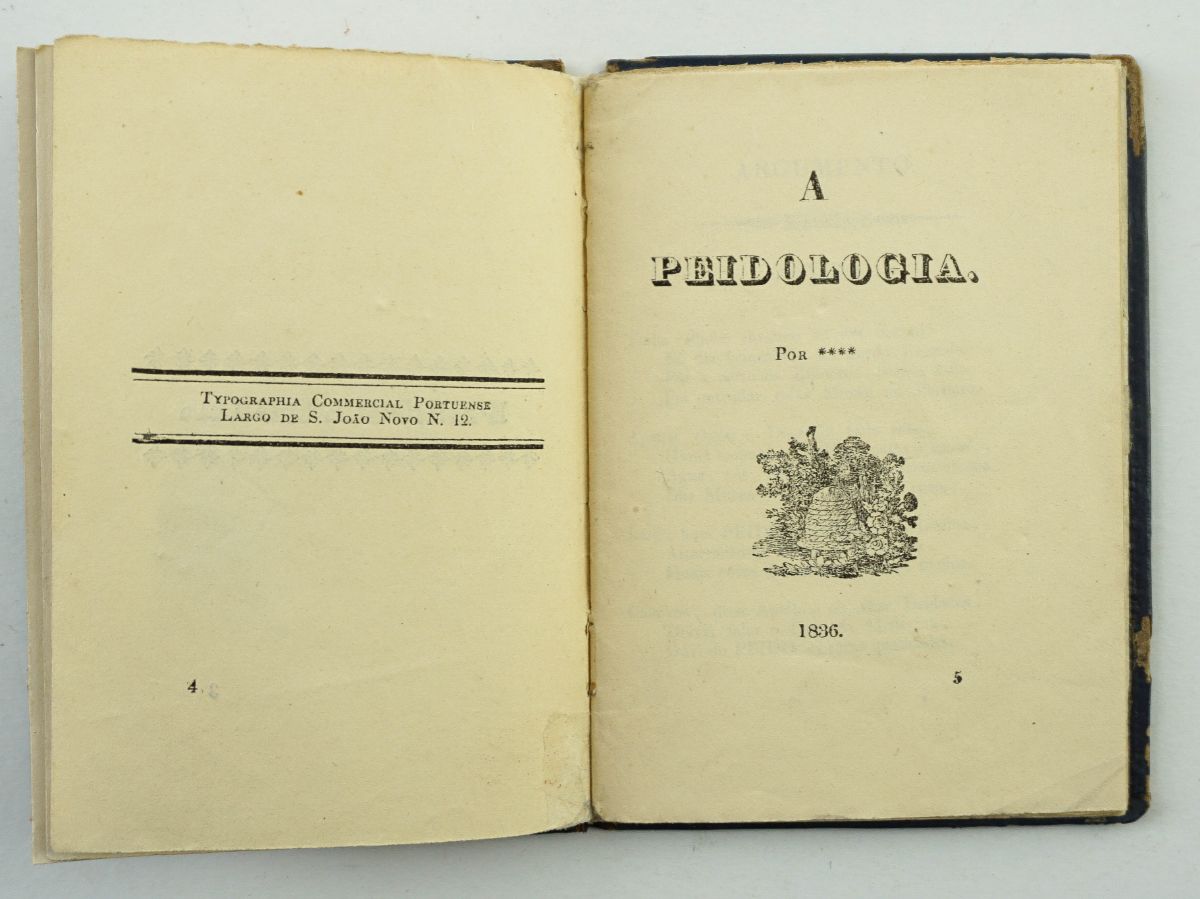 Typographia Commercial Portuense
Largo de S. João Novo N. 12.
4
A
PEIDOLOGIA.
Por ****
1836.
5